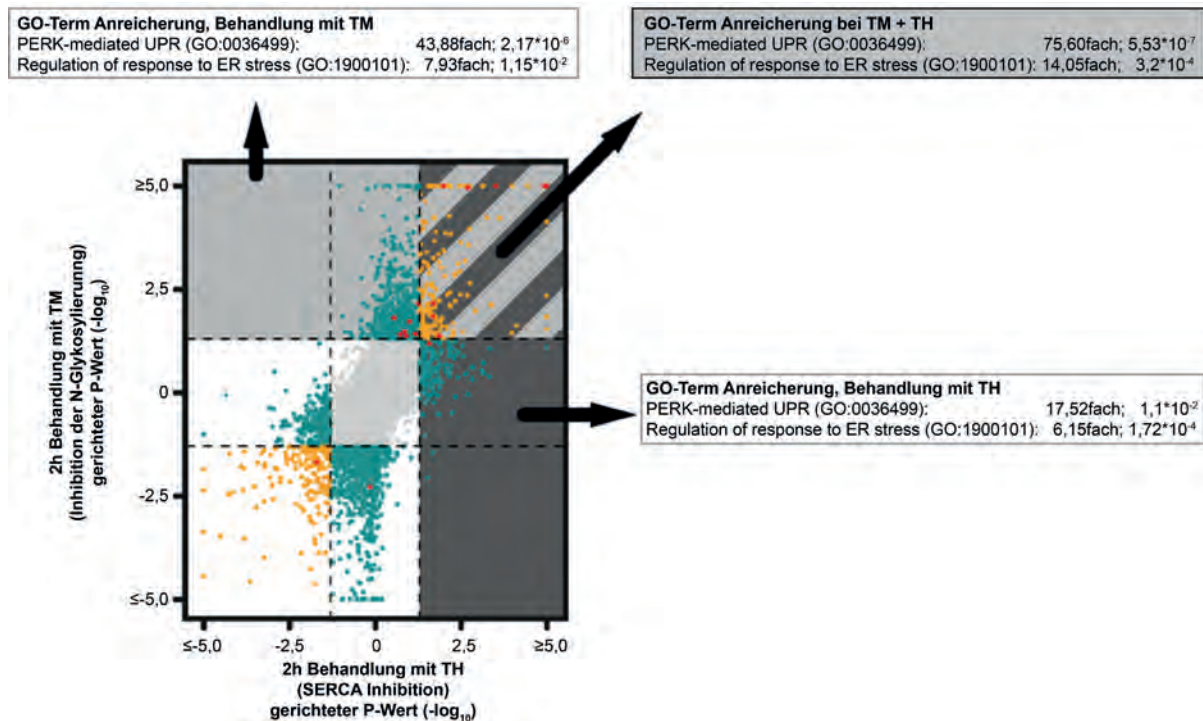 GO-Term Anreicherung, Behandlung mit TM
PERK-mediated UPR (GO:0036499): 43,88fach; 2,17*10⁻⁶
Regulation of response to ER stress (GO:1900101): 7,93fach; 1,15*10⁻²
GO-Term Anreicherung bei TM + TH
PERK-mediated UPR (GO:0036499): 75,60fach; 5,53*10⁻⁷
Regulation of response to ER stress (GO:1900101): 14,05fach; 3,2*10⁻⁴
≥5,0
2,5
0
-2,5
≤-5,0
2h Behandlung mit TM
(Inhibition der N-Glykosylierunng)
gerichteter P-Wert (-log₁₀)
GO-Term Anreicherung, Behandlung mit TH
PERK-mediated UPR (GO:0036499): 17,52fach; 1,1*10⁻²
Regulation of response to ER stress (GO:1900101): 6,15fach; 1,72*10⁻⁴
≤-5,0 -2,5 0 2,5 ≥5,0
2h Behandlung mit TH
(SERCA Inhibition)
gerichteter P-Wert (-log₁₀)